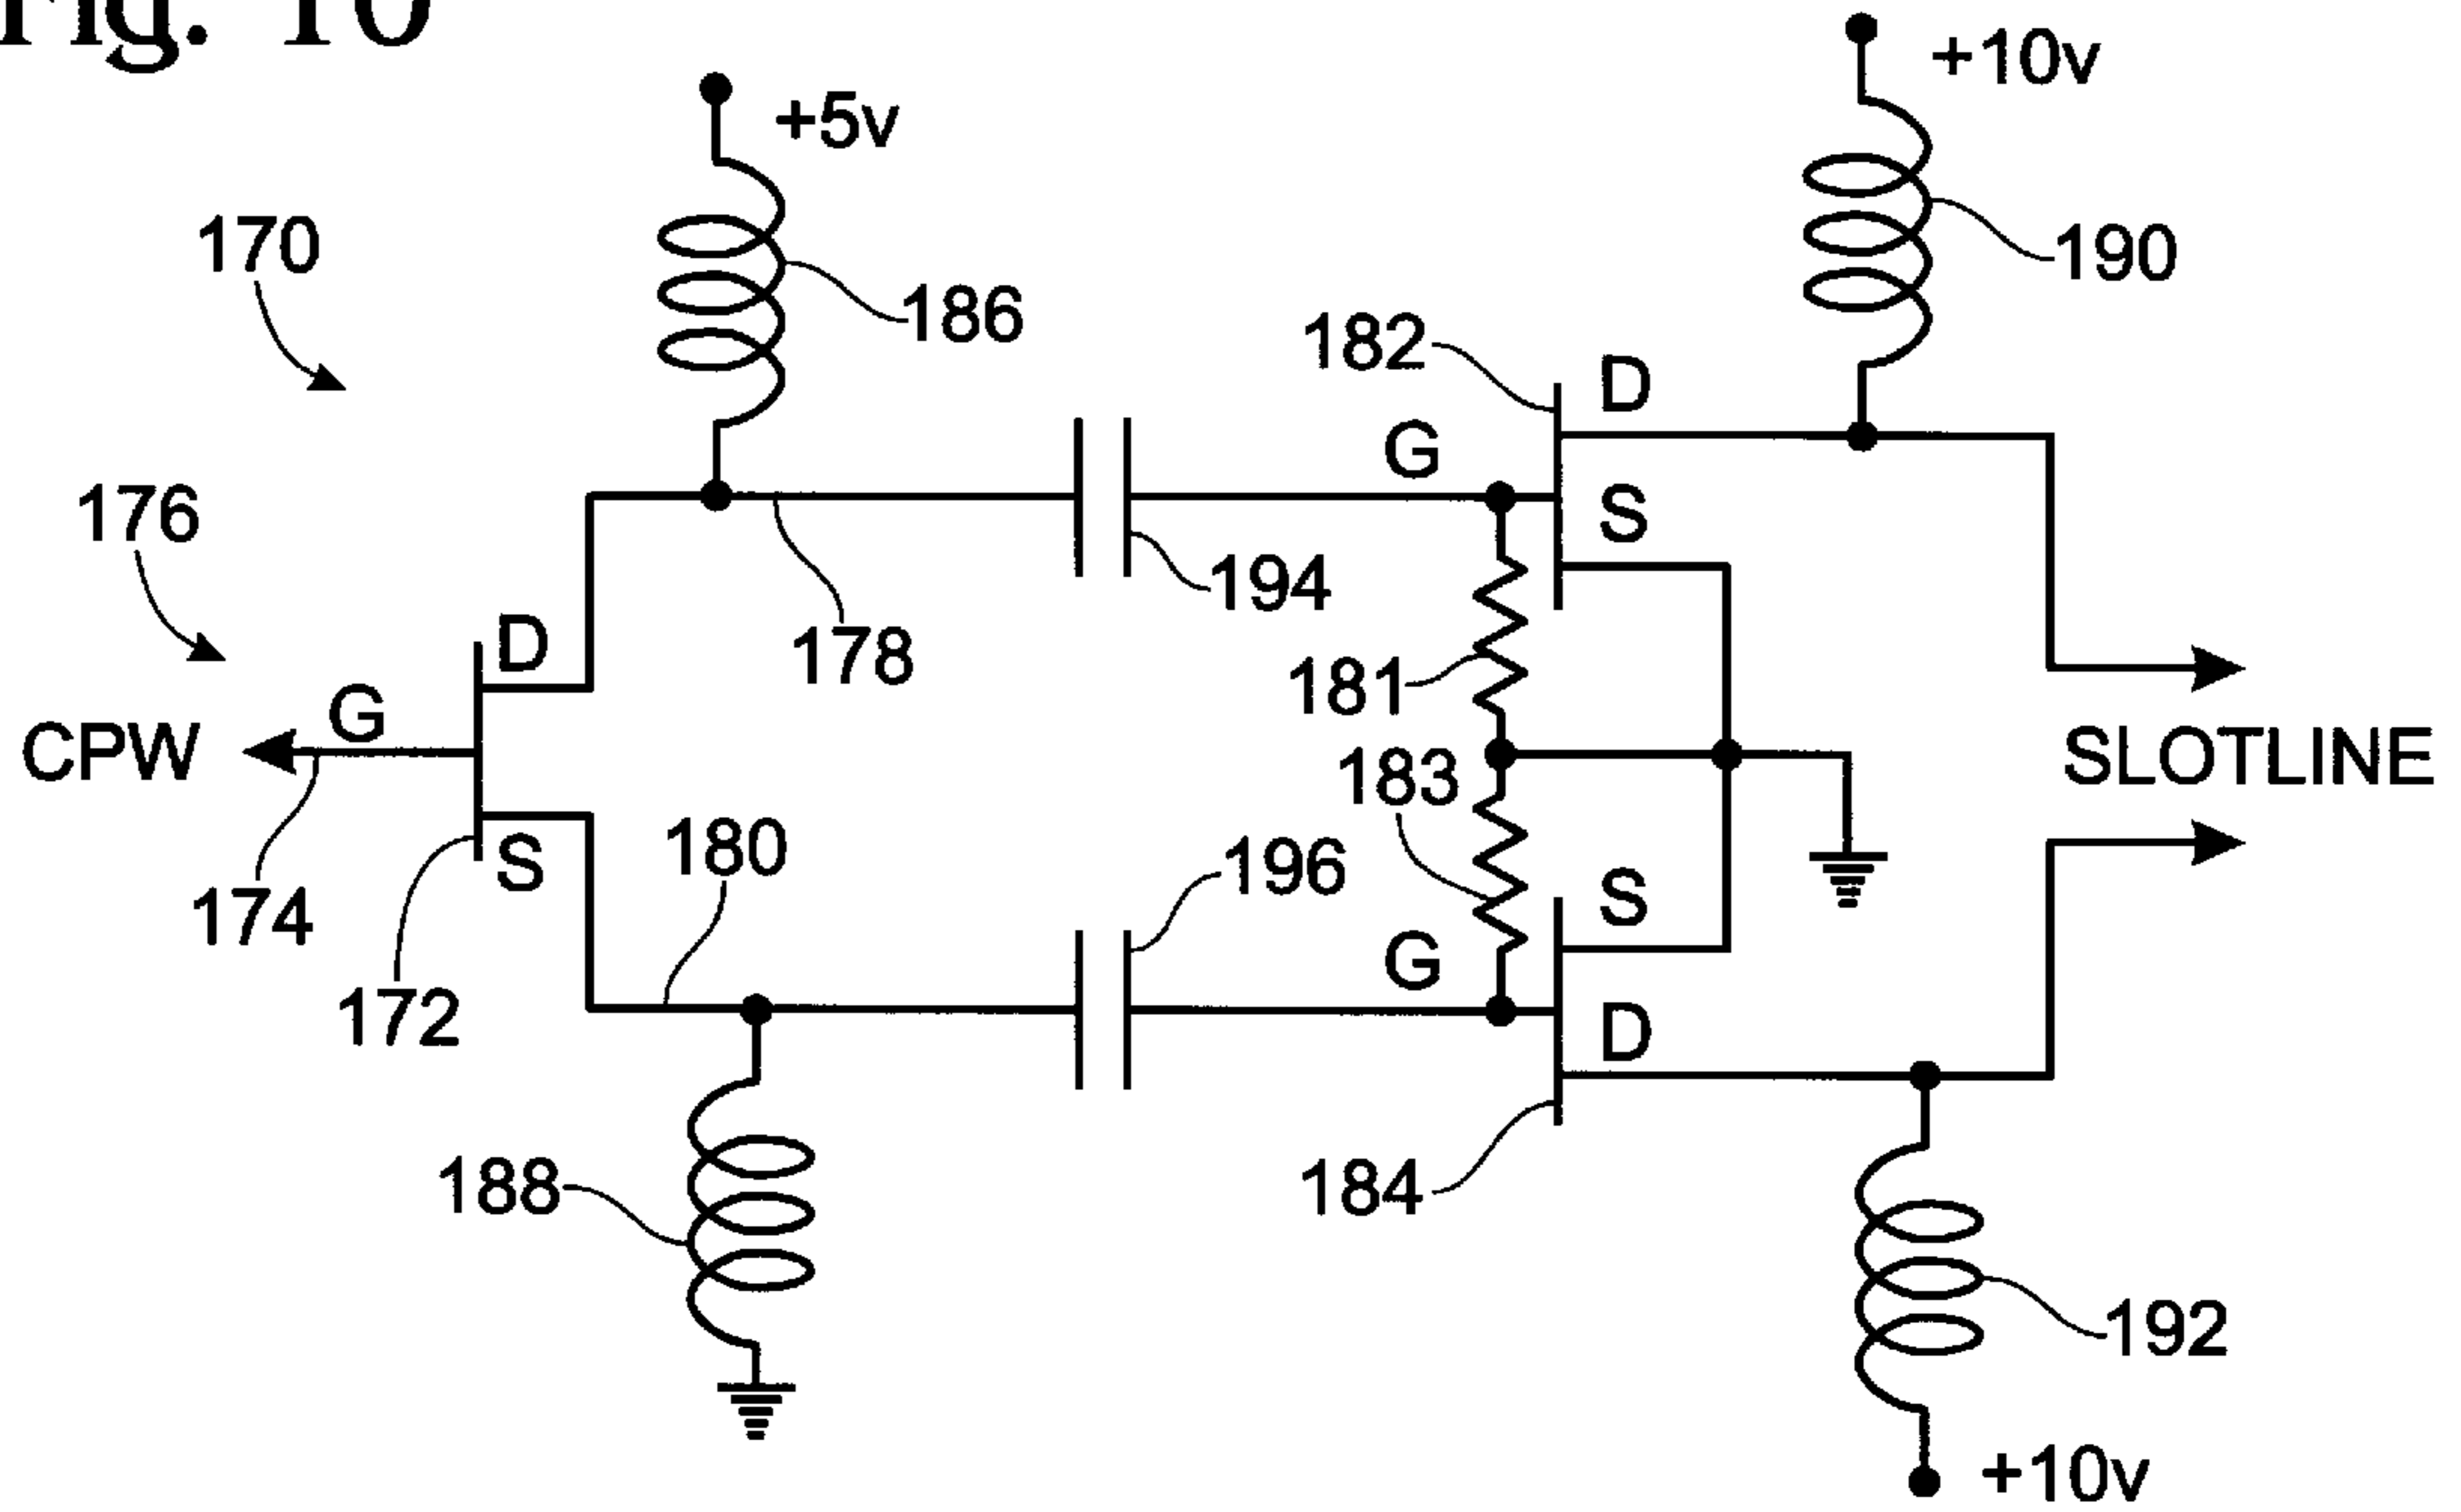 Fig. 10
+10v
+5v
170
190
186
182
D
G
176
S
194
178
D
181
G
CPW
183
SLOTLINE
180
S
196
S
174
G
172
D
188
184
192
+10v